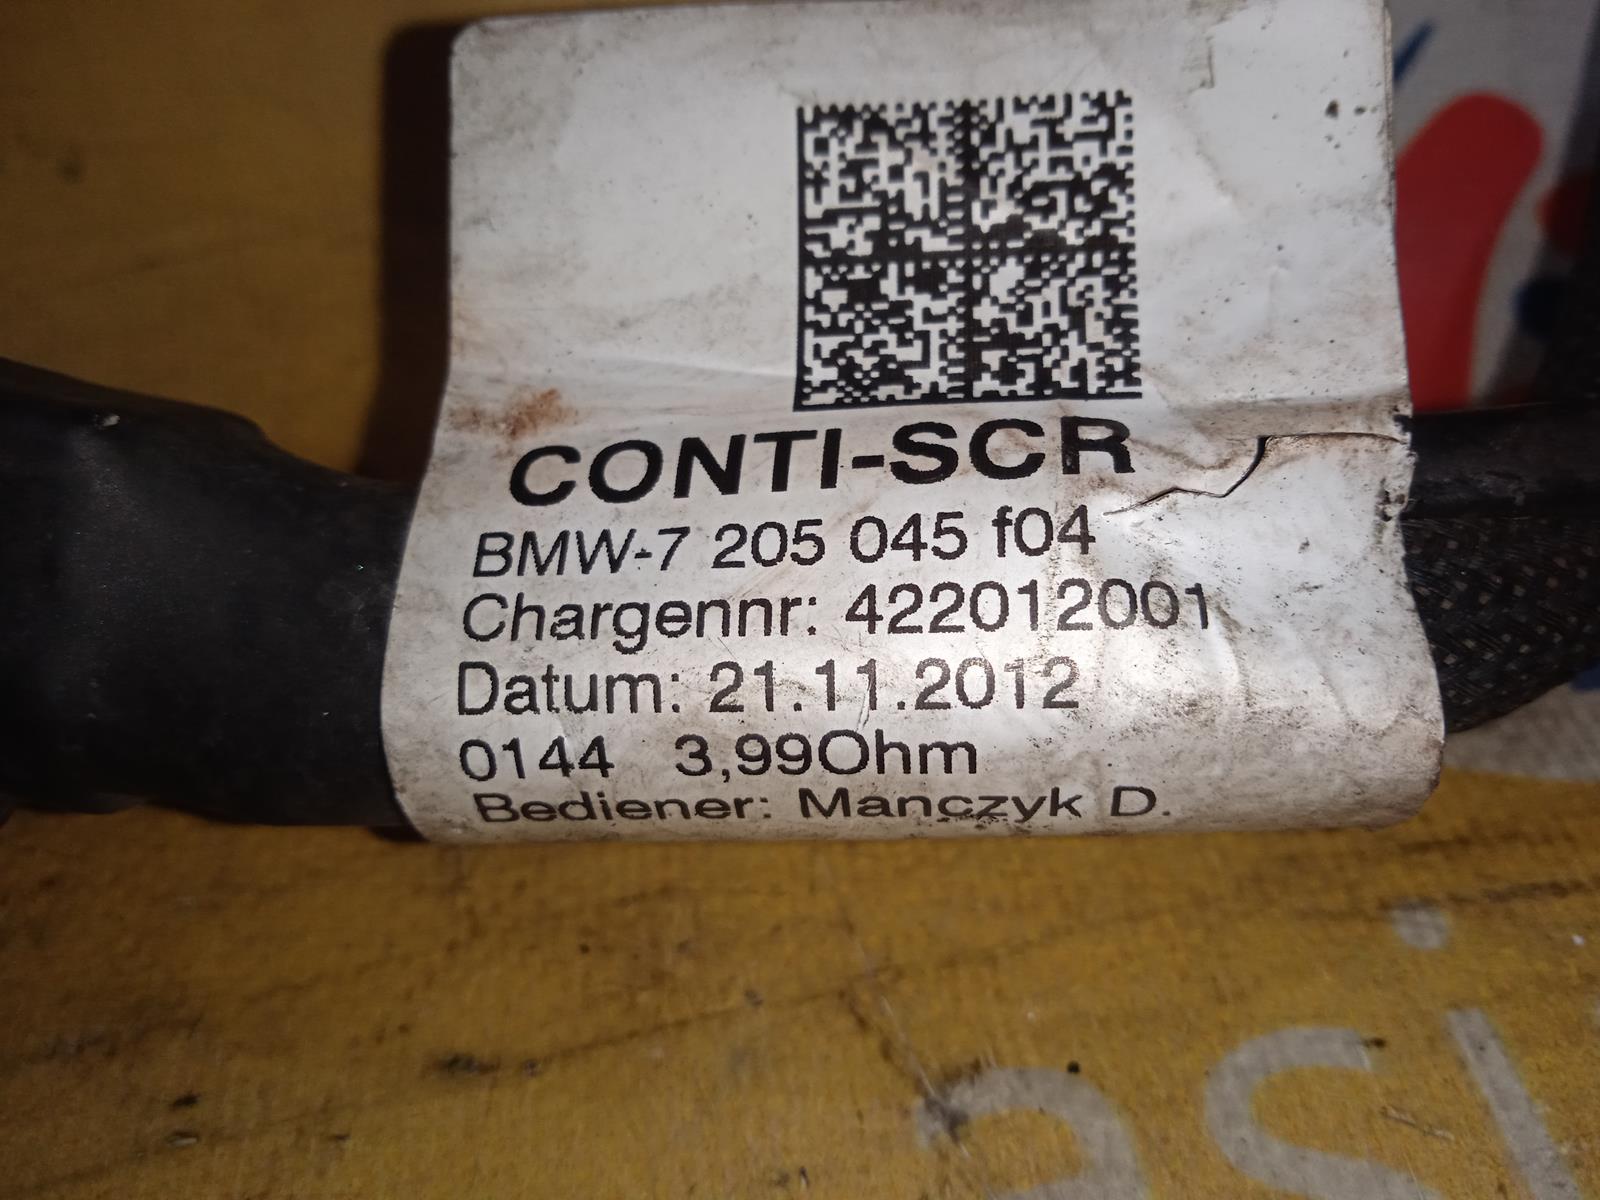 CONTI-SCR
BMW-7 205 045 f04
Chargennr: 422012001
Datum: 21.11.2012
0144 3,99Ohm
Bediener: Manczyk D.